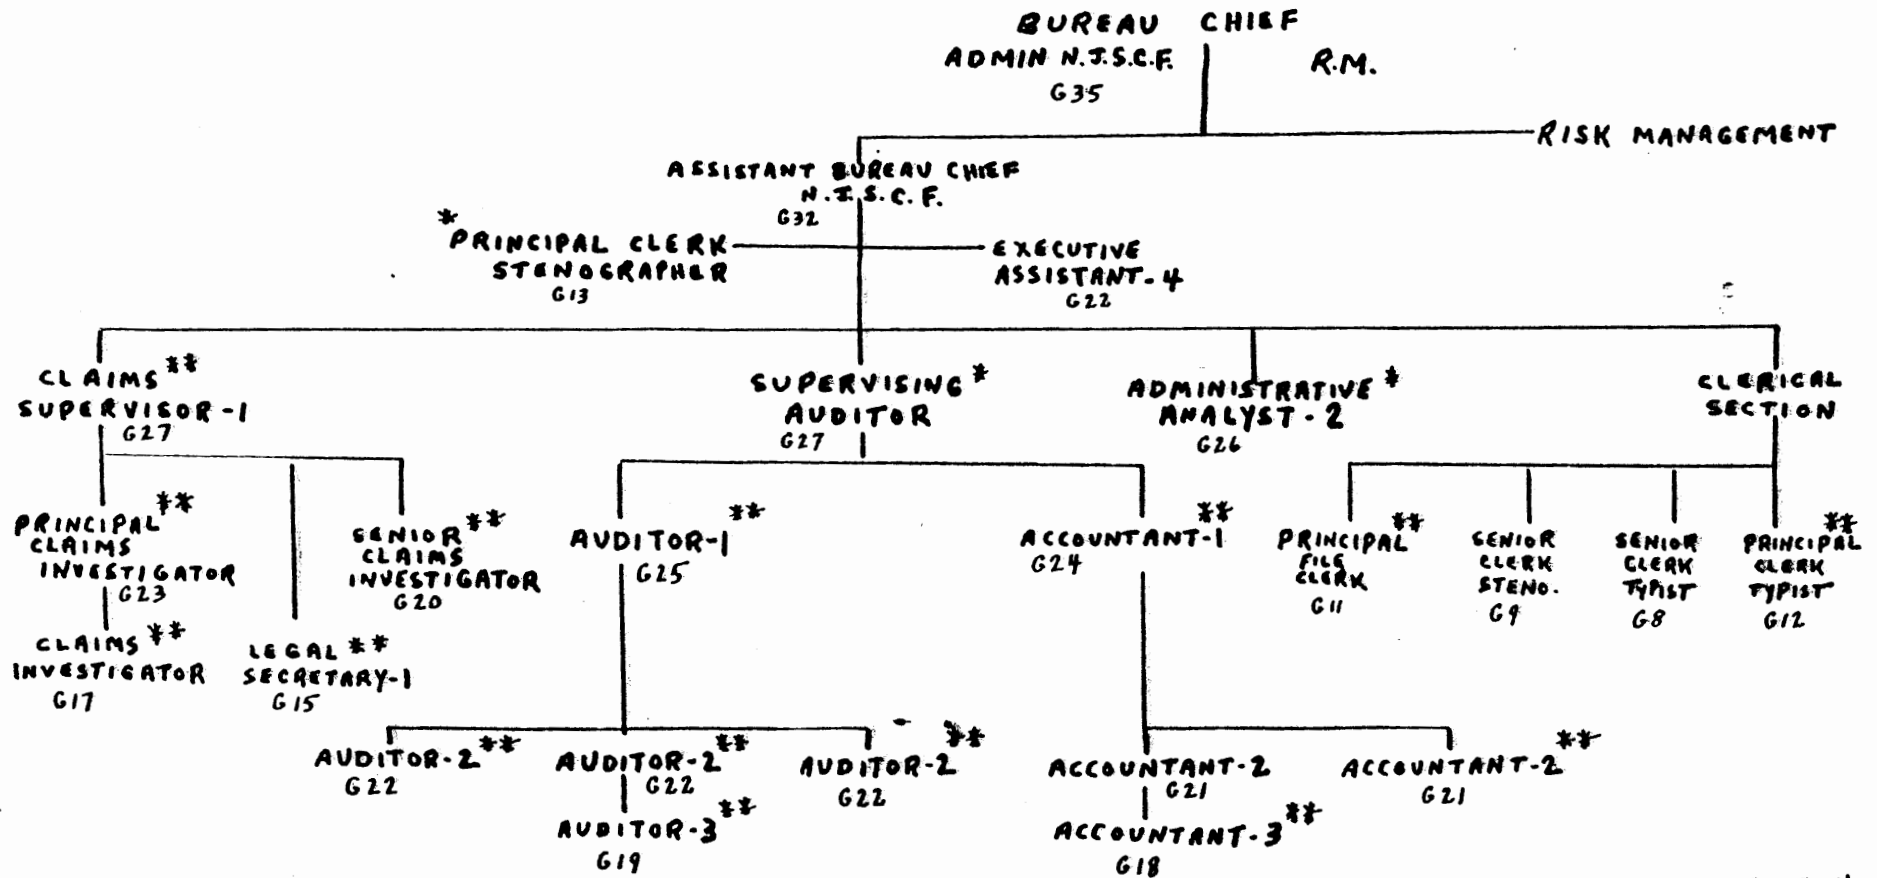 BUREAU CHIEF
ADMIN N.J.S.C.F. R.M.
G35
RISK MANAGEMENT
ASSISTANT BUREAU CHIEF
N.J.S.C.F.
G32
*PRINCIPAL CLERK
STENOGRAPHER
G13
EXECUTIVE
ASSISTANT-4
G22
CLAIMS**
SUPERVISOR-1
G27
SUPERVISING*
AUDITOR
G27
ADMINISTRATIVE*
ANALYST-2
G26
CLERICAL
SECTION
PRINCIPAL**
CLAIMS
INVESTIGATOR
G23
SENIOR**
CLAIMS
INVESTIGATOR
G20
AUDITOR-1**
G25
ACCOUNTANT-1**
G24
PRINCIPAL**
FILE
CLERK
G11
SENIOR
CLERK
STENO.
G9
SENIOR
CLERK
TYPIST
G8
PRINCIPAL**
CLERK
TYPIST
G12
CLAIMS**
INVESTIGATOR
G17
LEGAL**
SECRETARY-1
G15
AUDITOR-2**
G22
AUDITOR-2**
G22
AUDITOR-2**
G22
ACCOUNTANT-2
G21
ACCOUNTANT-2**
G21
AUDITOR-3**
G19
ACCOUNTANT-3**
G18